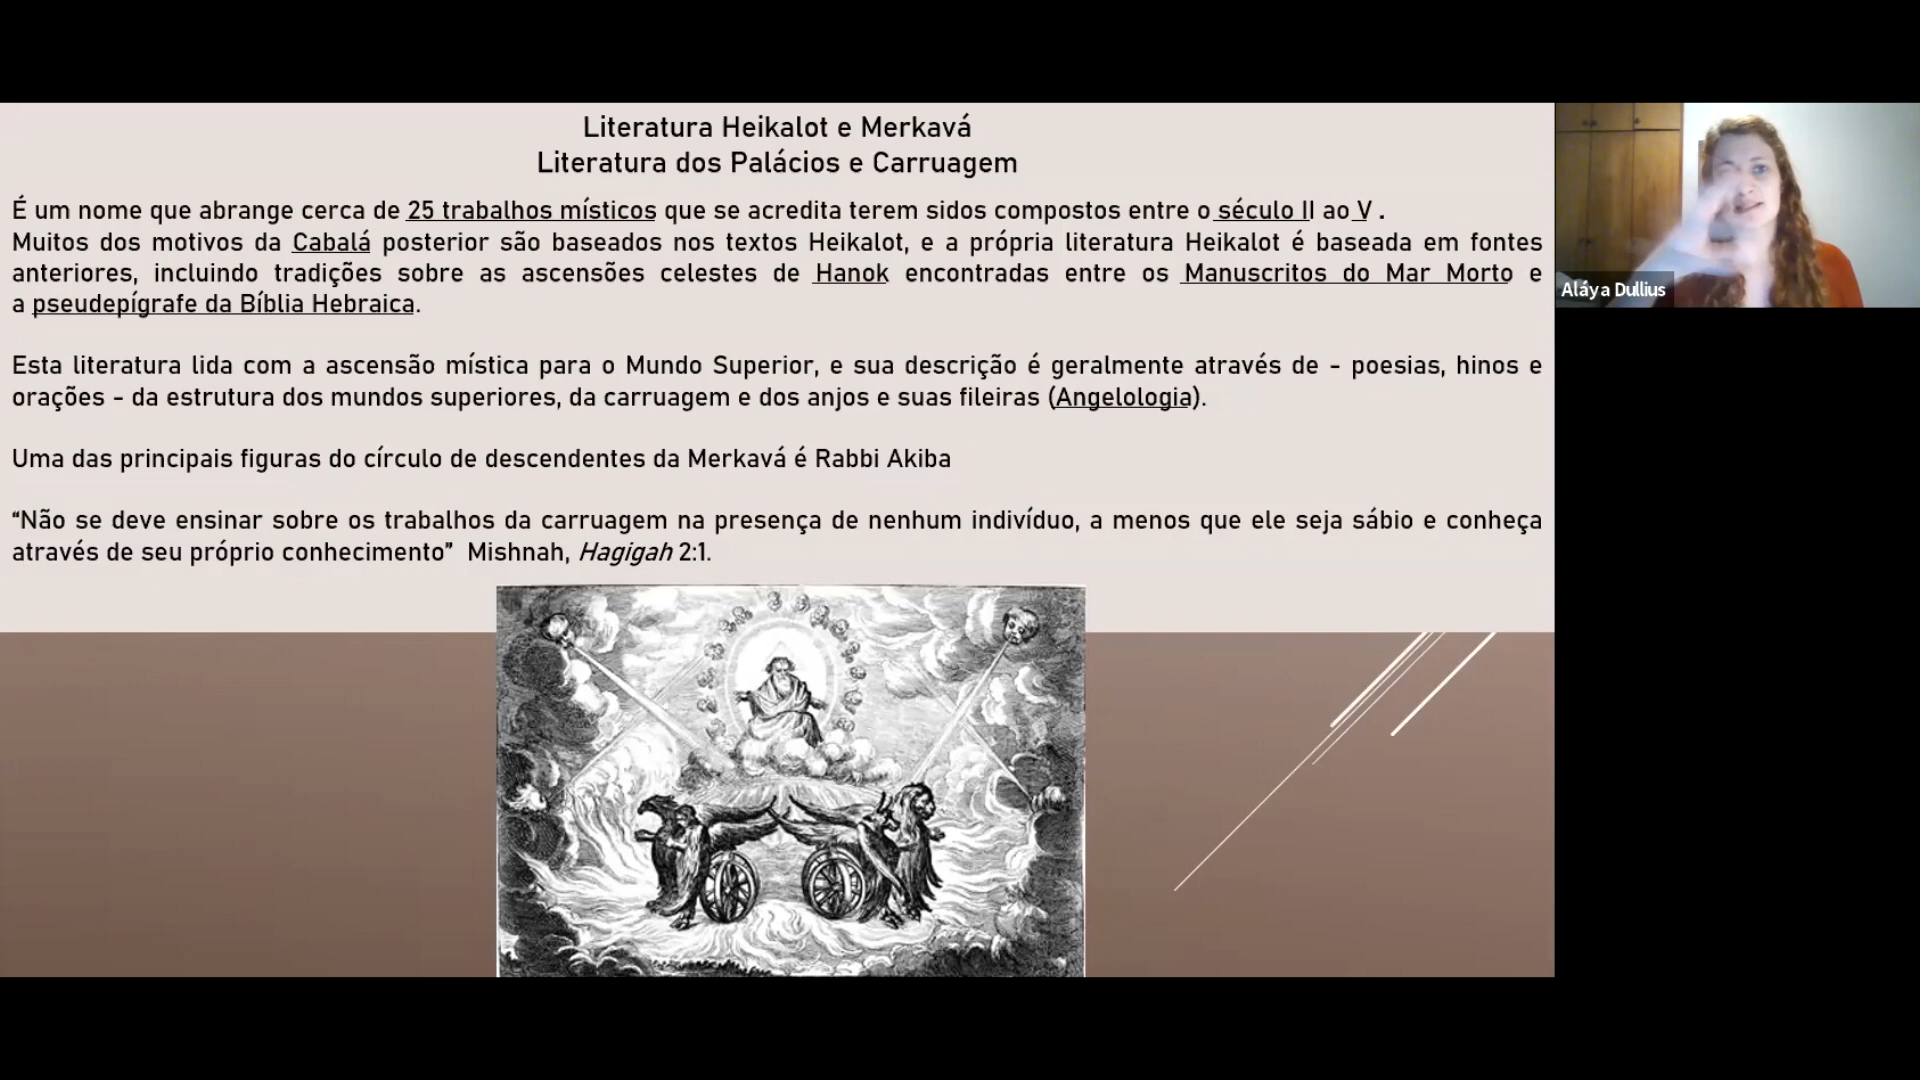 Literatura Heikalot e Merkavá
Literatura dos Palácios e Carruagem
É um nome que abrange cerca de 25 trabalhos místicos que se acredita terem sidos compostos entre o século II ao V .
Muitos dos motivos da Cabalá posterior são baseados nos textos Heikalot, e a própria literatura Heikalot é baseada em fontes
anteriores, incluindo tradições sobre as ascensões celestes de Hanok encontradas entre os Manuscritos do Mar Morto e
a pseudepígrafe da Bíblia Hebraica.
Esta literatura lida com a ascensão mística para o Mundo Superior, e sua descrição é geralmente através de - poesias, hinos e
orações - da estrutura dos mundos superiores, da carruagem e dos anjos e suas fileiras (Angelologia).
Uma das principais figuras do círculo de descendentes da Merkavá é Rabbi Akiba
“Não se deve ensinar sobre os trabalhos da carruagem na presença de nenhum indivíduo, a menos que ele seja sábio e conheça
através de seu próprio conhecimento” Mishnah, Hagigah 2:1.
Aláya Dullius